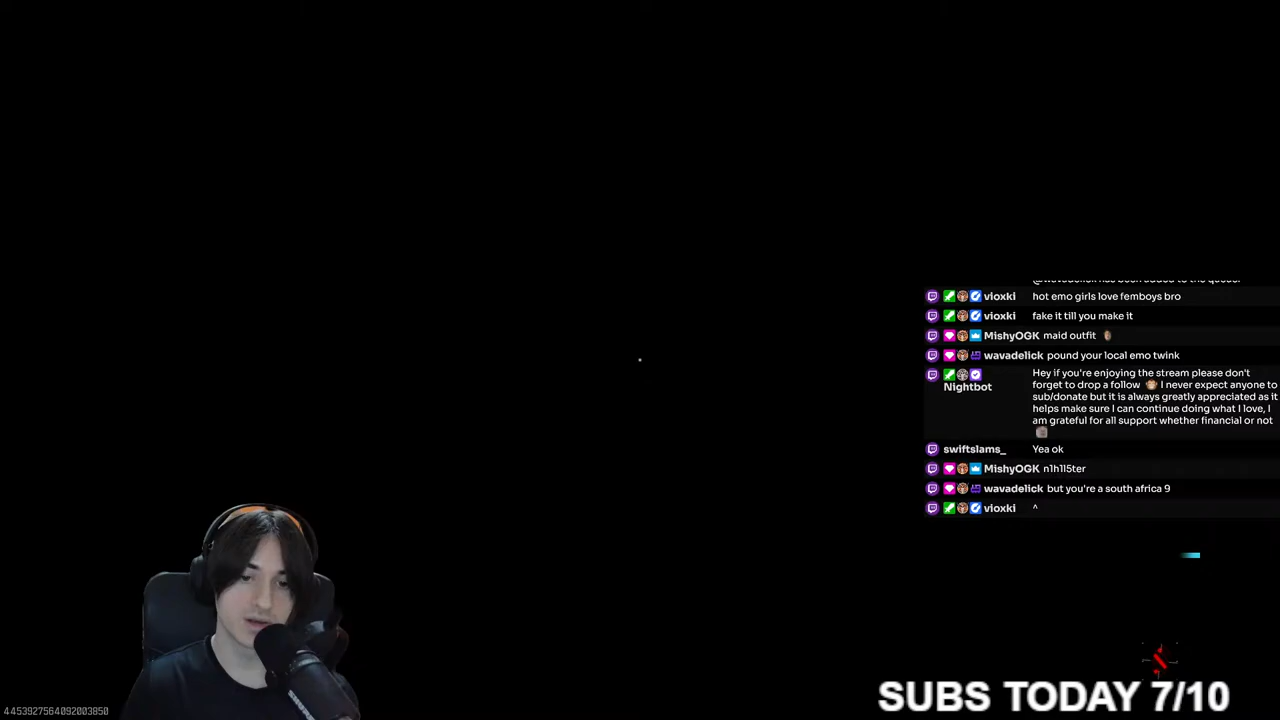 vioxki hot emo girls love femboys bro
vioxki fake it till you make it
MishyOGK maid outfit
wavadelick pound your local emo twink
Nightbot Hey if you're enjoying the stream please don't
forget to drop a follow I never expect anyone to
sub/donate but it is always greatly appreciated as it
helps make sure I can continue doing what I love, I
am grateful for all support whether financial or not
swiftslams_ Yea ok
MishyOGK n1h1l5ter
wavadelick but you're a south africa 9
vioxki ^
SUBS TODAY 7/10
4453927564092003850